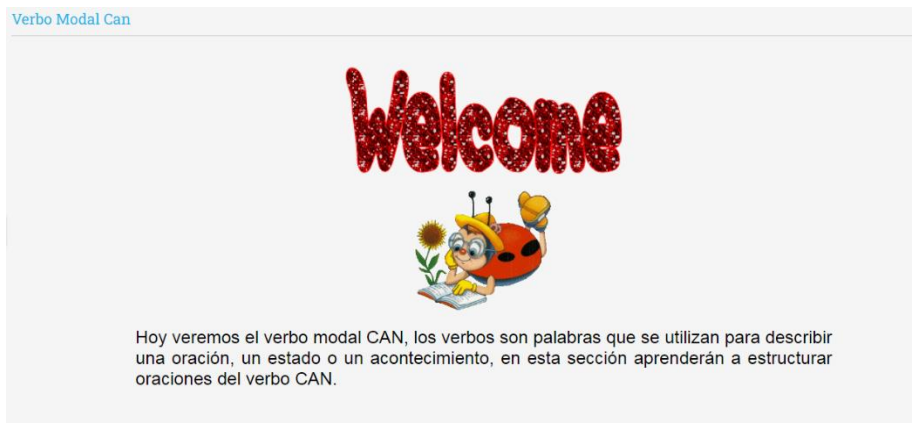 Verbo Modal Can
Welcome
Hoy veremos el verbo modal CAN, los verbos son palabras que se utilizan para describir
una oración, un estado o un acontecimiento, en esta sección aprenderán a estructurar
oraciones del verbo CAN.